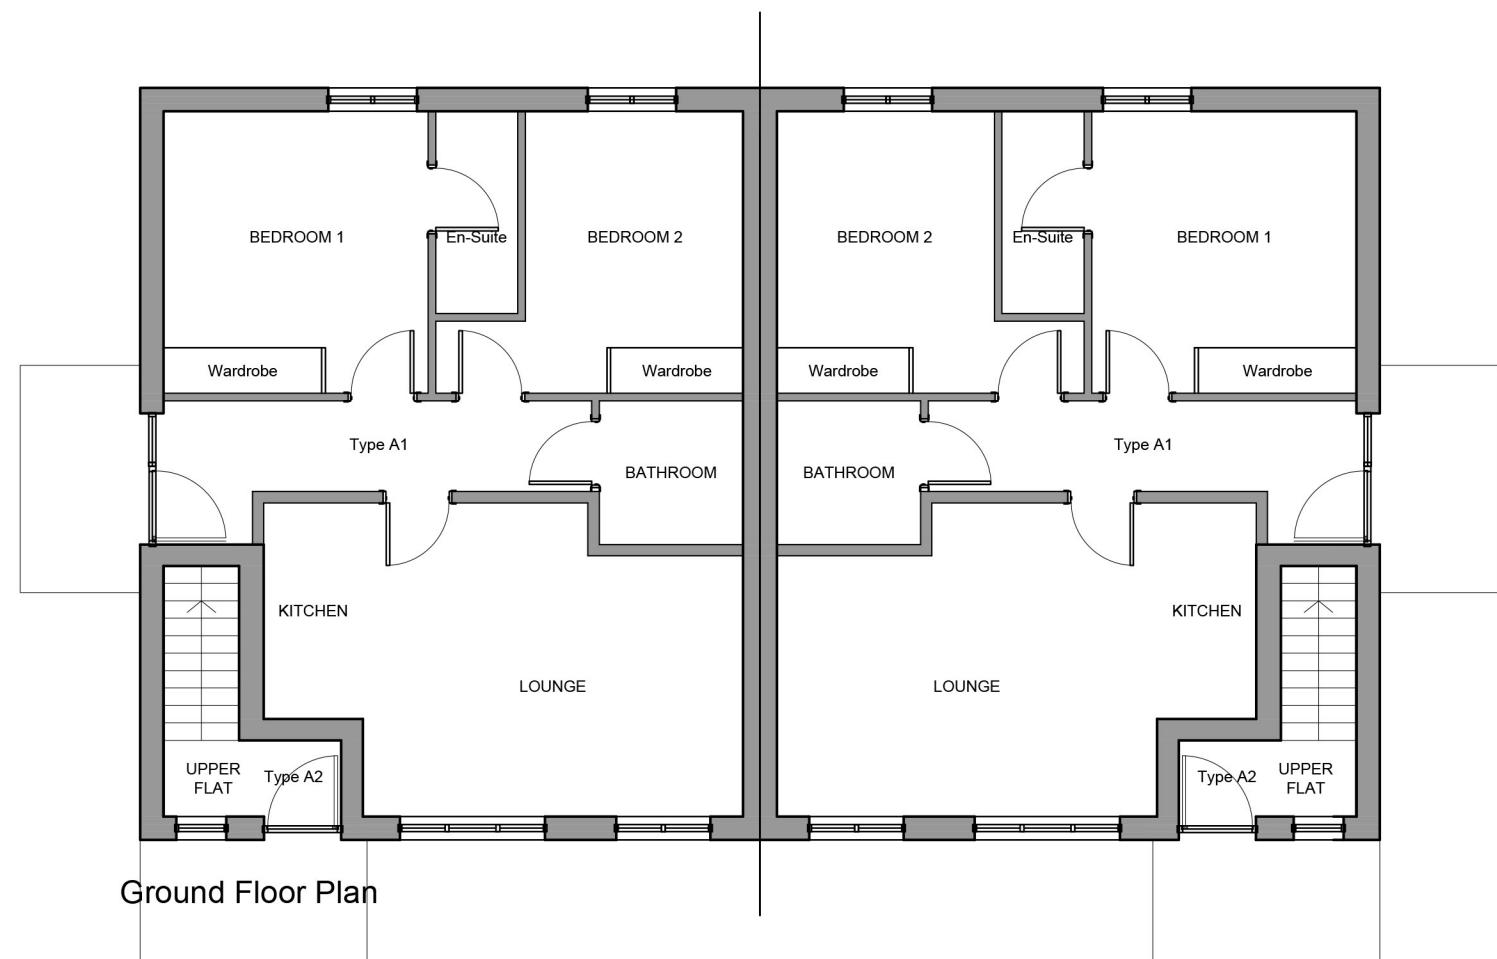 BEDROOM 1
En-Suite
BEDROOM 2
BEDROOM 2
En-Suite
BEDROOM 1
Wardrobe
Wardrobe
Wardrobe
Wardrobe
Type A1
BATHROOM
BATHROOM
Type A1
KITCHEN
KITCHEN
LOUNGE
LOUNGE
UPPER
FLAT
Type A2
Type A2
UPPER
FLAT
Ground Floor Plan